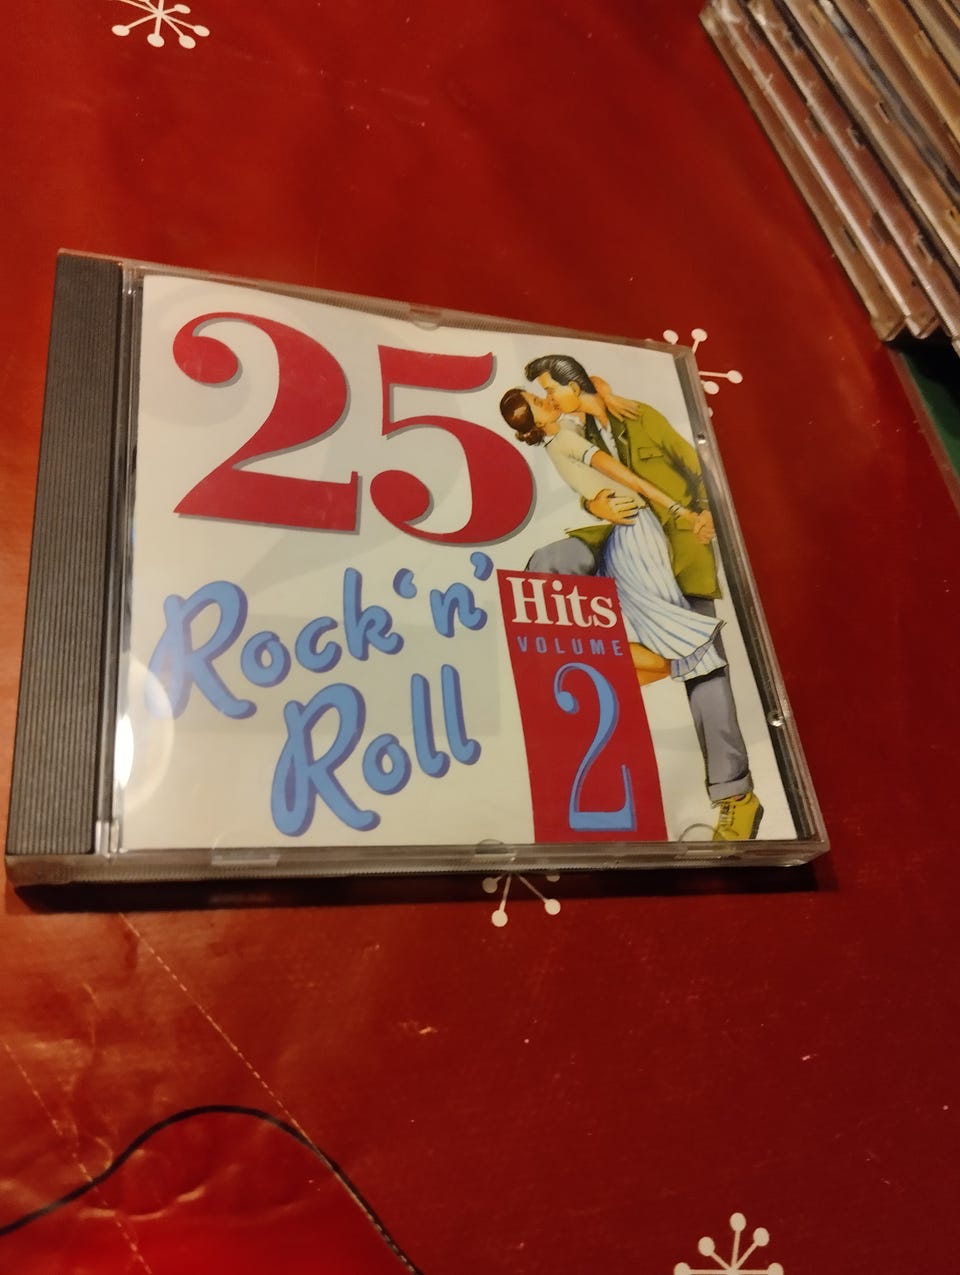 25
Rock 'n'
Roll
Hits
VOLUME
2